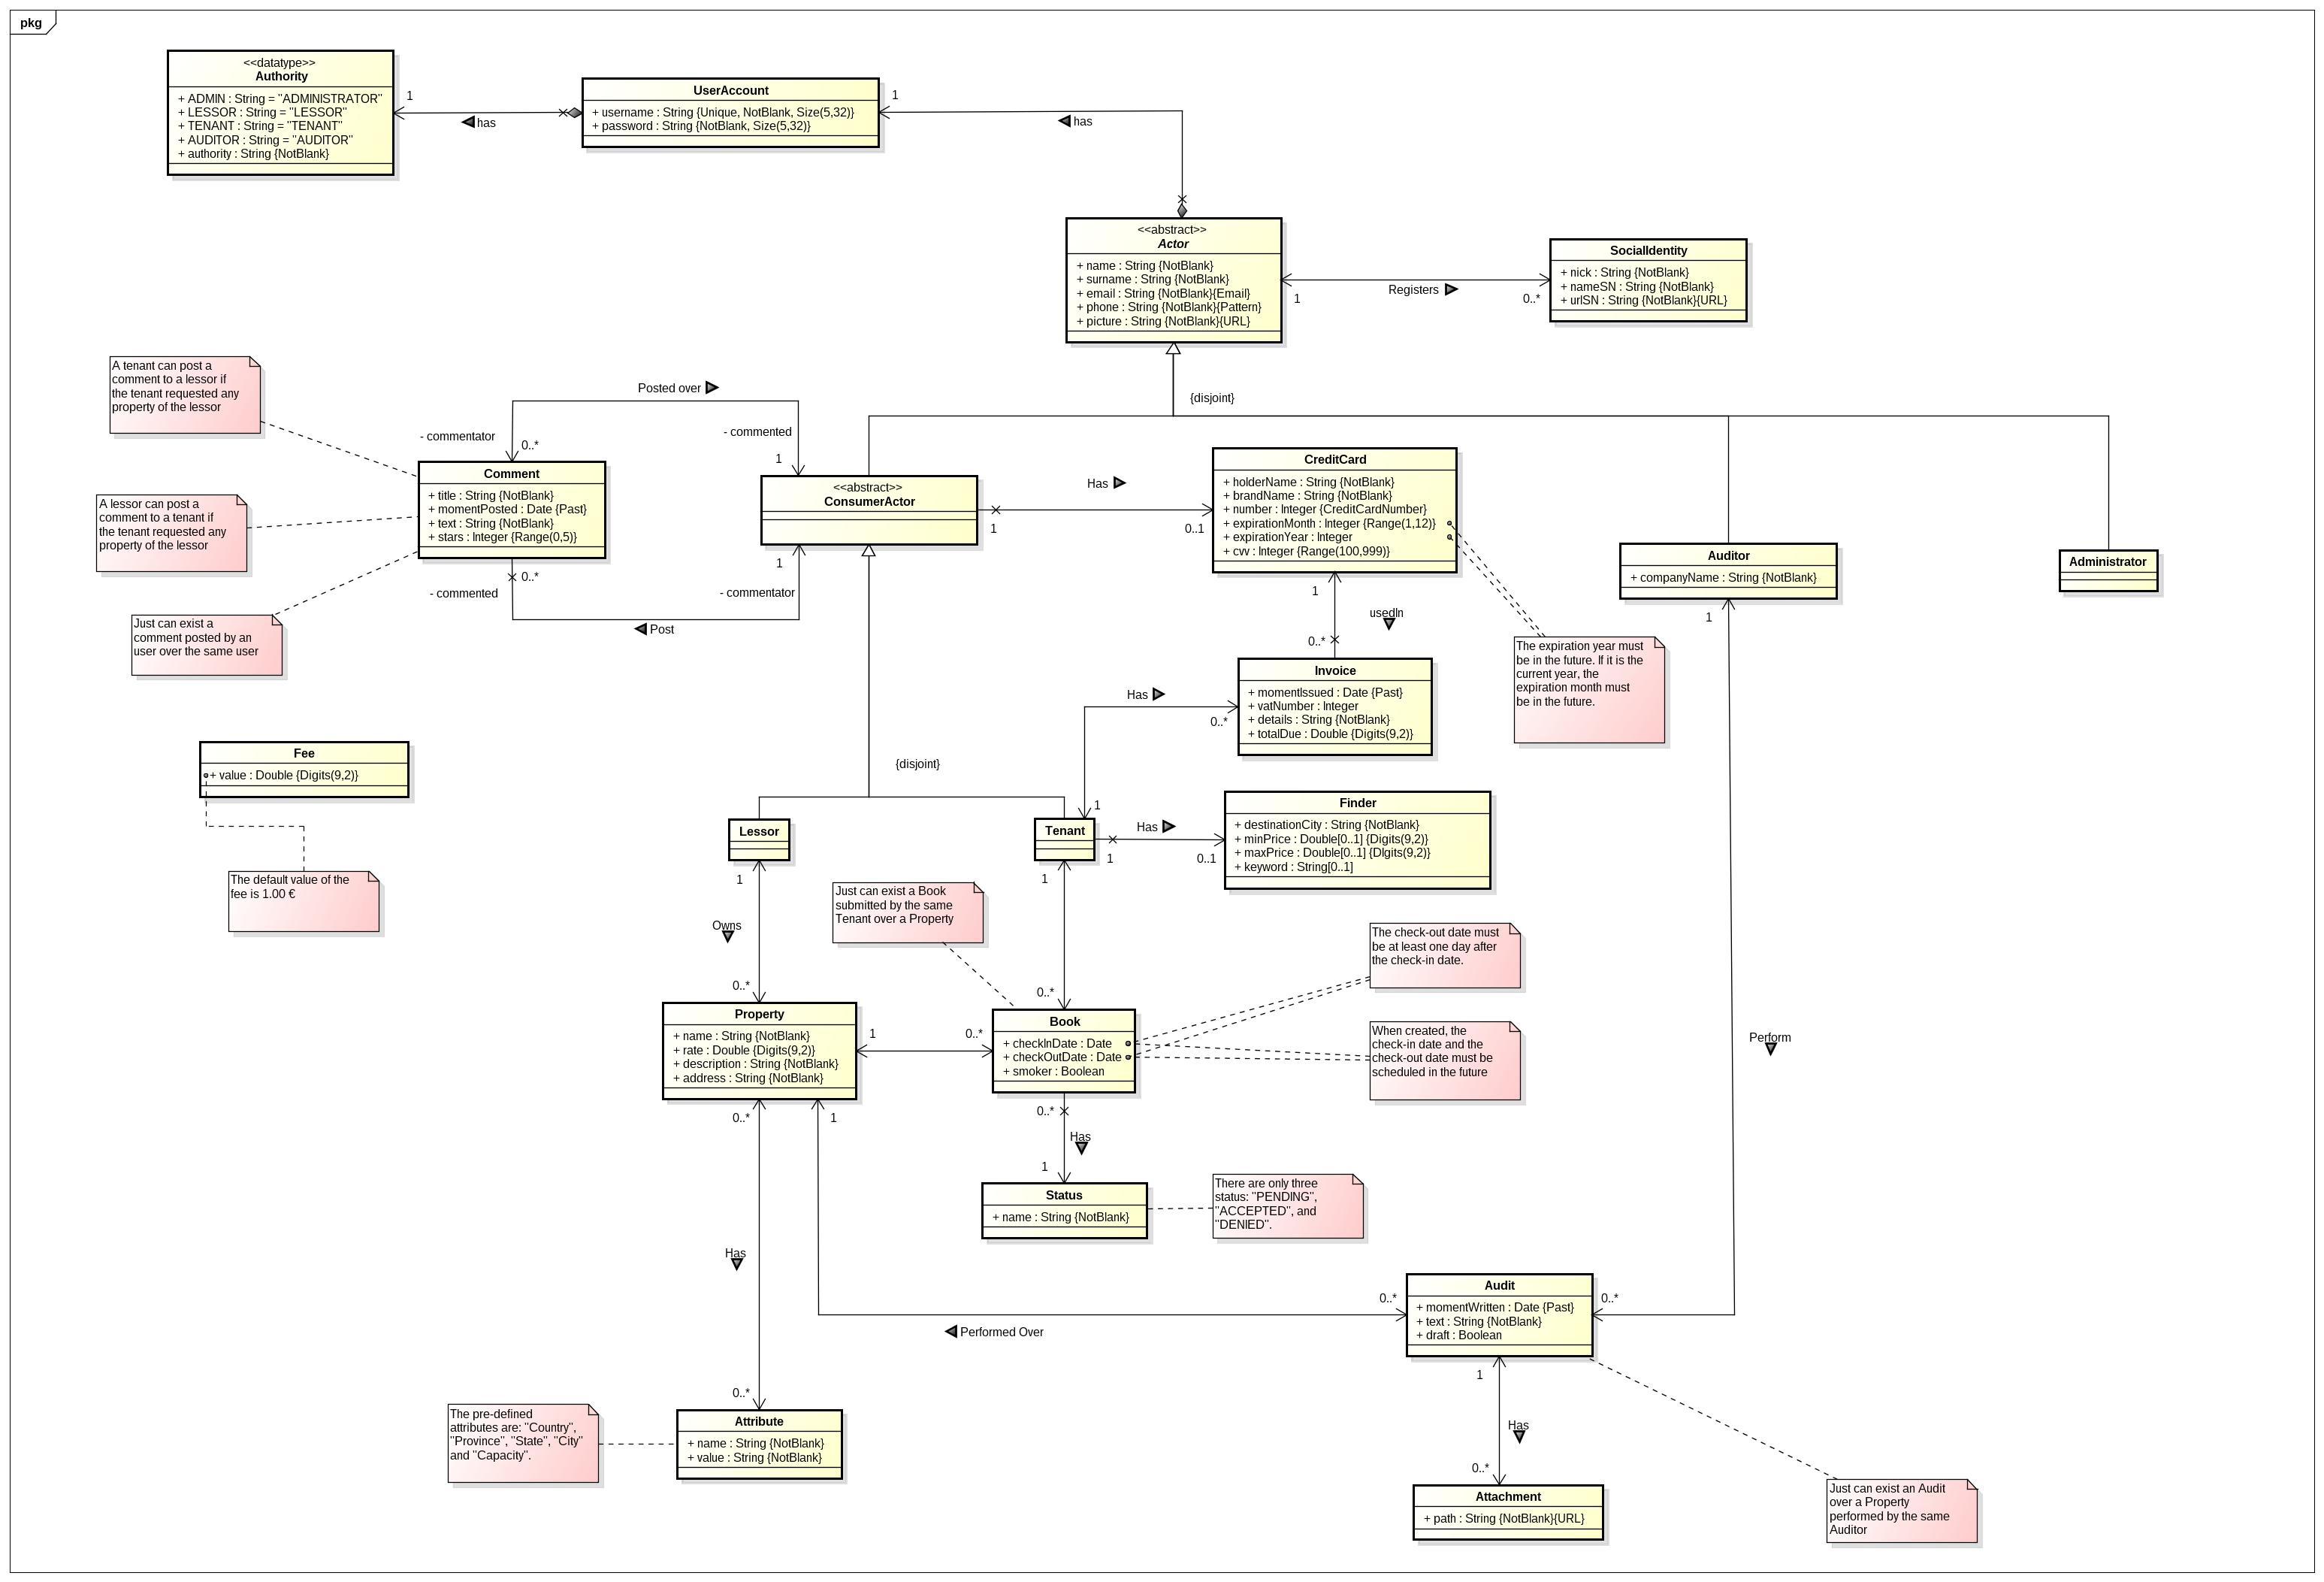 pkg
<<datatype>>
Authority
+ ADMIN : String = "ADMINISTRATOR"
+ LESSOR : String = "LESSOR"
+ TENANT : String = "TENANT"
+ AUDITOR : String = "AUDITOR"
+ authority : String {NotBlank}
1
has
UserAccount
+ username : String {Unique, NotBlank, Size(5,32)}
+ password : String {NotBlank, Size(5,32)}
1
has
<<abstract>>
Actor
+ name : String {NotBlank}
+ surname : String {NotBlank}
+ email : String {NotBlank}{Email}
+ phone : String {NotBlank}{Pattern}
+ picture : String {NotBlank}{URL}
1
Registers
0..*
SocialIdentity
+ nick : String {NotBlank}
+ nameSN : String {NotBlank}
+ urlSN : String {NotBlank}{URL}
{disjoint}
A tenant can post a
comment to a lessor if
the tenant requested any
property of the lessor
A lessor can post a
comment to a tenant if
the tenant requested any
property of the lessor
Just can exist a
comment posted by an
user over the same user
Posted over
- commentator
0..*
- commented
1
Comment
+ title : String {NotBlank}
+ momentPosted : Date {Past}
+ text : String {NotBlank}
+ stars : Integer {Range(0,5)}
0..*
- commented
1
- commentator
Post
<<abstract>>
ConsumerActor
Has
1
0..1
CreditCard
+ holderName : String {NotBlank}
+ brandName : String {NotBlank}
+ number : Integer {CreditCardNumber}
+ expirationMonth : Integer {Range(1,12)}
+ expirationYear : Integer
+ cvv : Integer {Range(100,999)}
1
usedIn
0..*
Auditor
+ companyName : String {NotBlank}
1
Administrator
The expiration year must
be in the future. If it is the
current year, the
expiration month must
be in the future.
Invoice
+ momentIssued : Date {Past}
+ vatNumber : Integer
+ details : String {NotBlank}
+ totalDue : Double {Digits(9,2)}
Has
0..*
1
Fee
+ value : Double {Digits(9,2)}
The default value of the
fee is 1.00 €
{disjoint}
Lessor
1
Tenant
1
Has
1
0..1
Finder
+ destinationCity : String {NotBlank}
+ minPrice : Double[0..1] {Digits(9,2)}
+ maxPrice : Double[0..1] {DIgits(9,2)}
+ keyword : String[0..1]
Just can exist a Book
submitted by the same
Tenant over a Property
Owns
0..*
0..*
The check-out date must
be at least one day after
the check-in date.
Property
+ name : String {NotBlank}
+ rate : Double {Digits(9,2)}
+ description : String {NotBlank}
+ address : String {NotBlank}
1
0..*
Book
+ checkInDate : Date
+ checkOutDate : Date
+ smoker : Boolean
When created, the
check-in date and the
check-out date must be
scheduled in the future
Perform
0..*
1
0..*
Has
1
Status
+ name : String {NotBlank}
There are only three
status: "PENDING",
"ACCEPTED", and
"DENIED".
Has
Performed Over
0..*
0..*
Audit
+ momentWritten : Date {Past}
+ text : String {NotBlank}
+ draft : Boolean
1
Has
0..*
0..*
The pre-defined
attributes are: "Country",
"Province", "State", "City"
and "Capacity".
Attribute
+ name : String {NotBlank}
+ value : String {NotBlank}
Attachment
+ path : String {NotBlank}{URL}
Just can exist an Audit
over a Property
performed by the same
Auditor